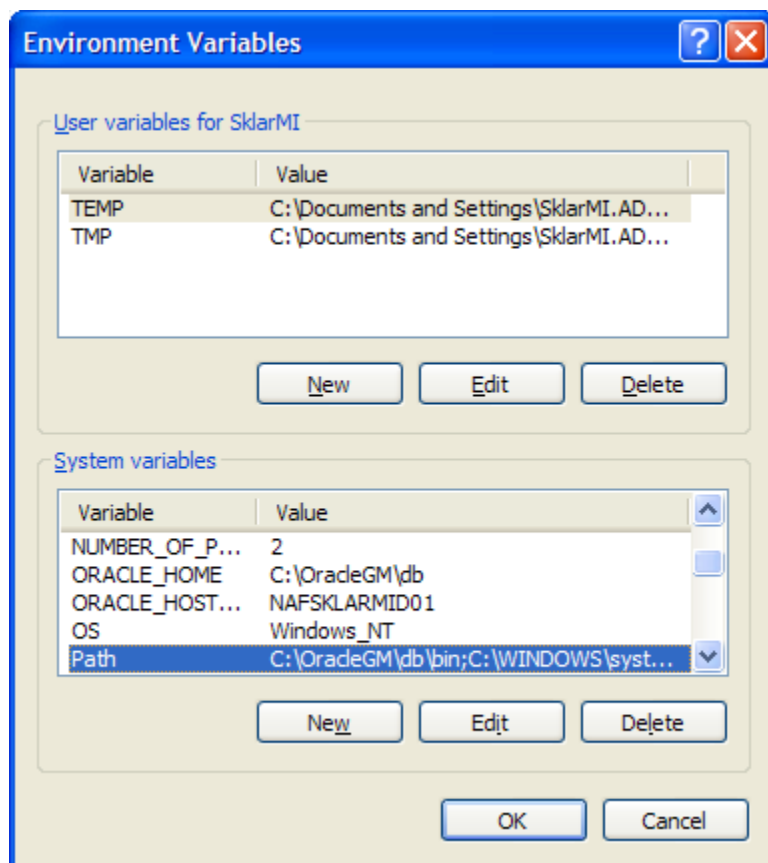 Environment Variables
User variables for SklarMI
Variable Value
TEMP C:\Documents and Settings\SklarMI.AD...
TMP C:\Documents and Settings\SklarMI.AD...
New Edit Delete
System variables
Variable Value
NUMBER_OF_P... 2
ORACLE_HOME C:\OracleGM\db
ORACLE_HOST... NAFSKLARMID01
OS Windows_NT
Path C:\OracleGM\db\bin;C:\WINDOWS\syst...
New Edit Delete
OK Cancel